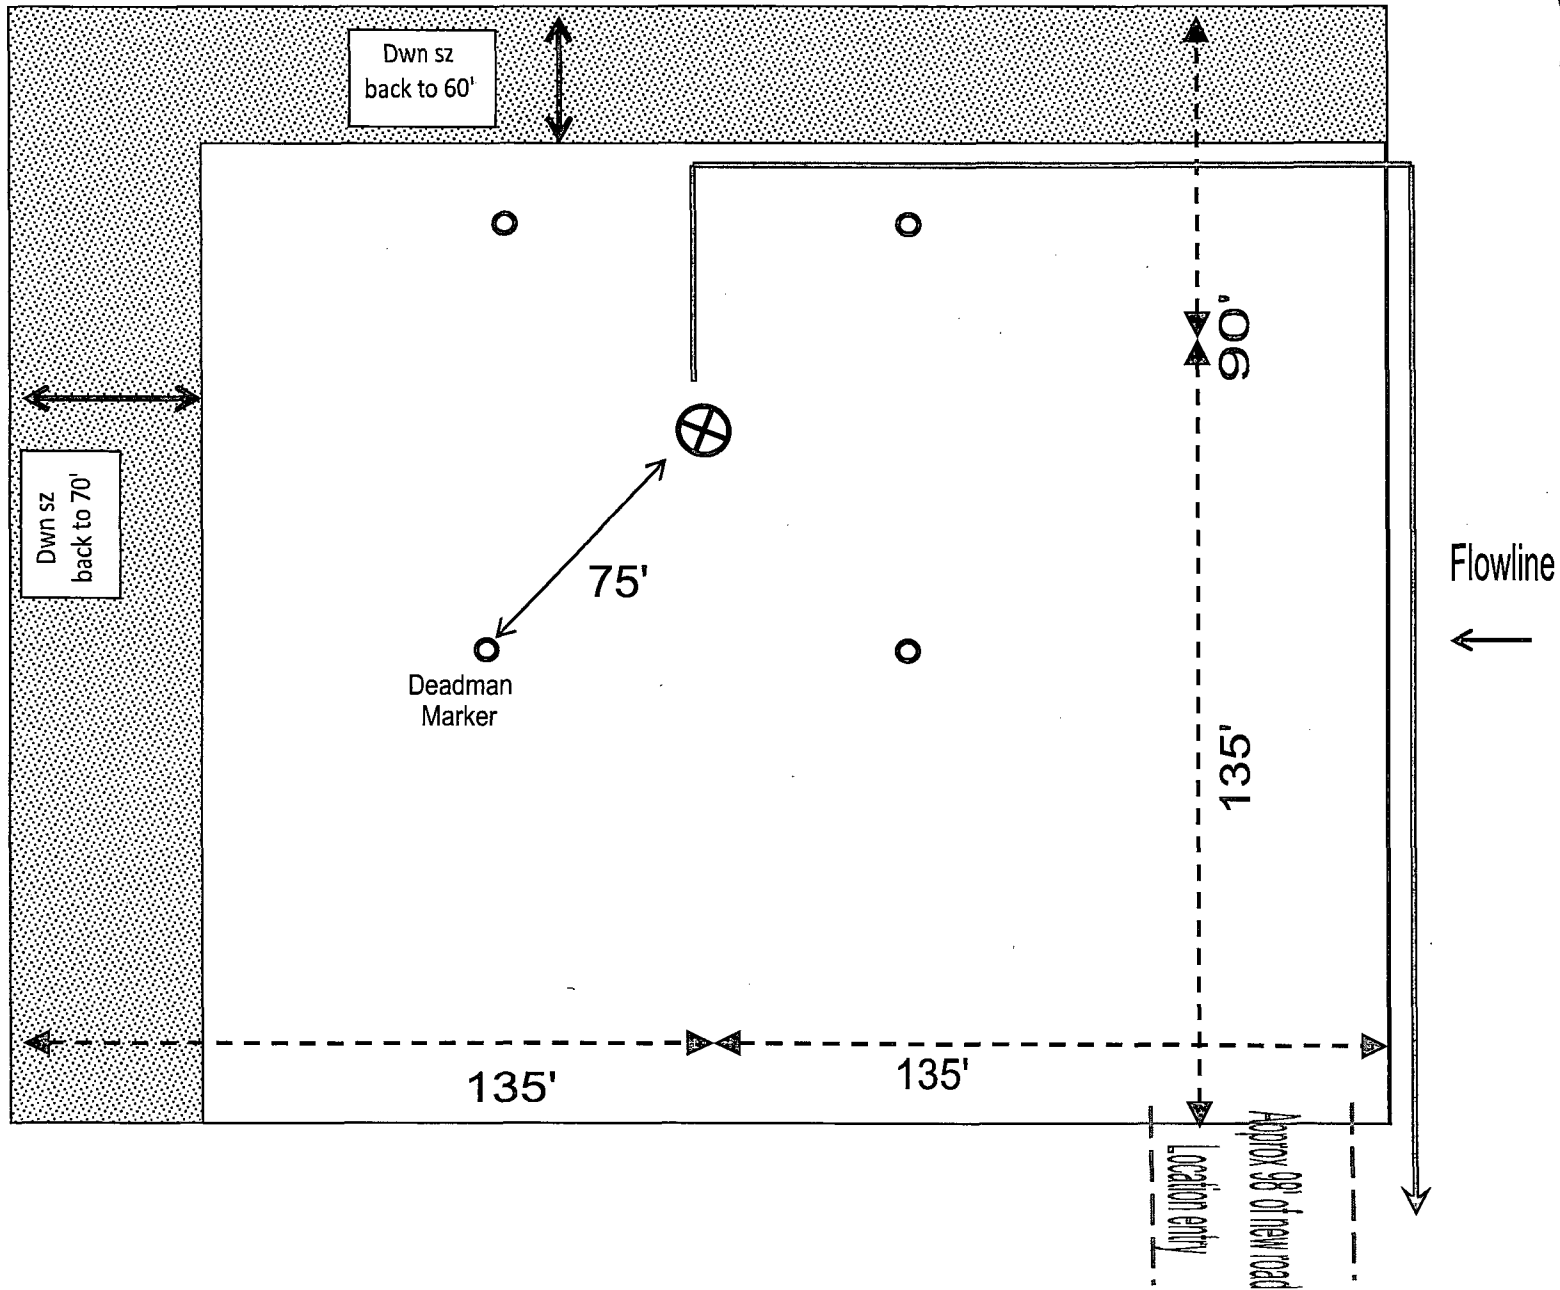 Dwn sz
back to 60'
90'
Dwn sz
back to 70'
Flowline
75'
Deadman
Marker
135'
135'
135'
Approx 98' of new road
Location entry